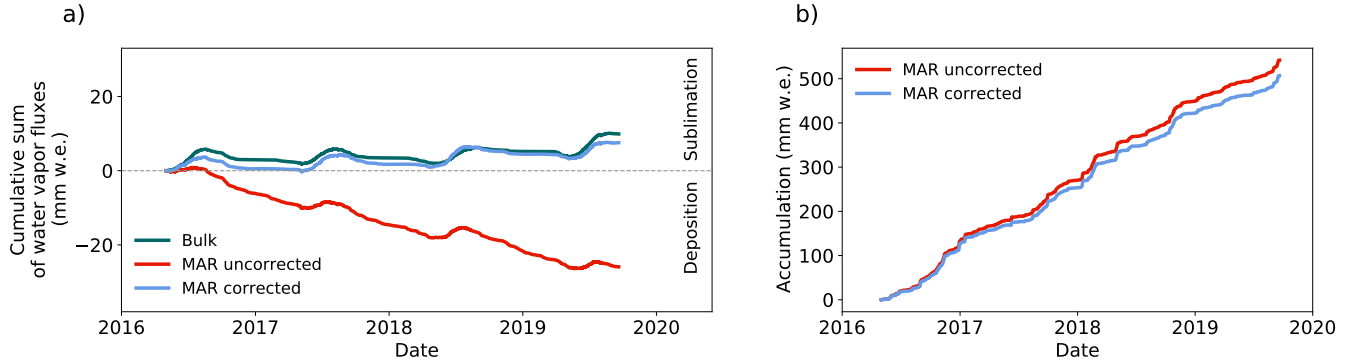 a)
Cumulative sum
of water vapor fluxes
(mm w.e.)
20
0
−20
Sublimation
Deposition
Bulk
MAR uncorrected
MAR corrected
2016
2017
2018
2019
2020
Date
b)
Accumulation (mm w.e.)
500
400
300
200
100
0
MAR uncorrected
MAR corrected
2016
2017
2018
2019
2020
Date